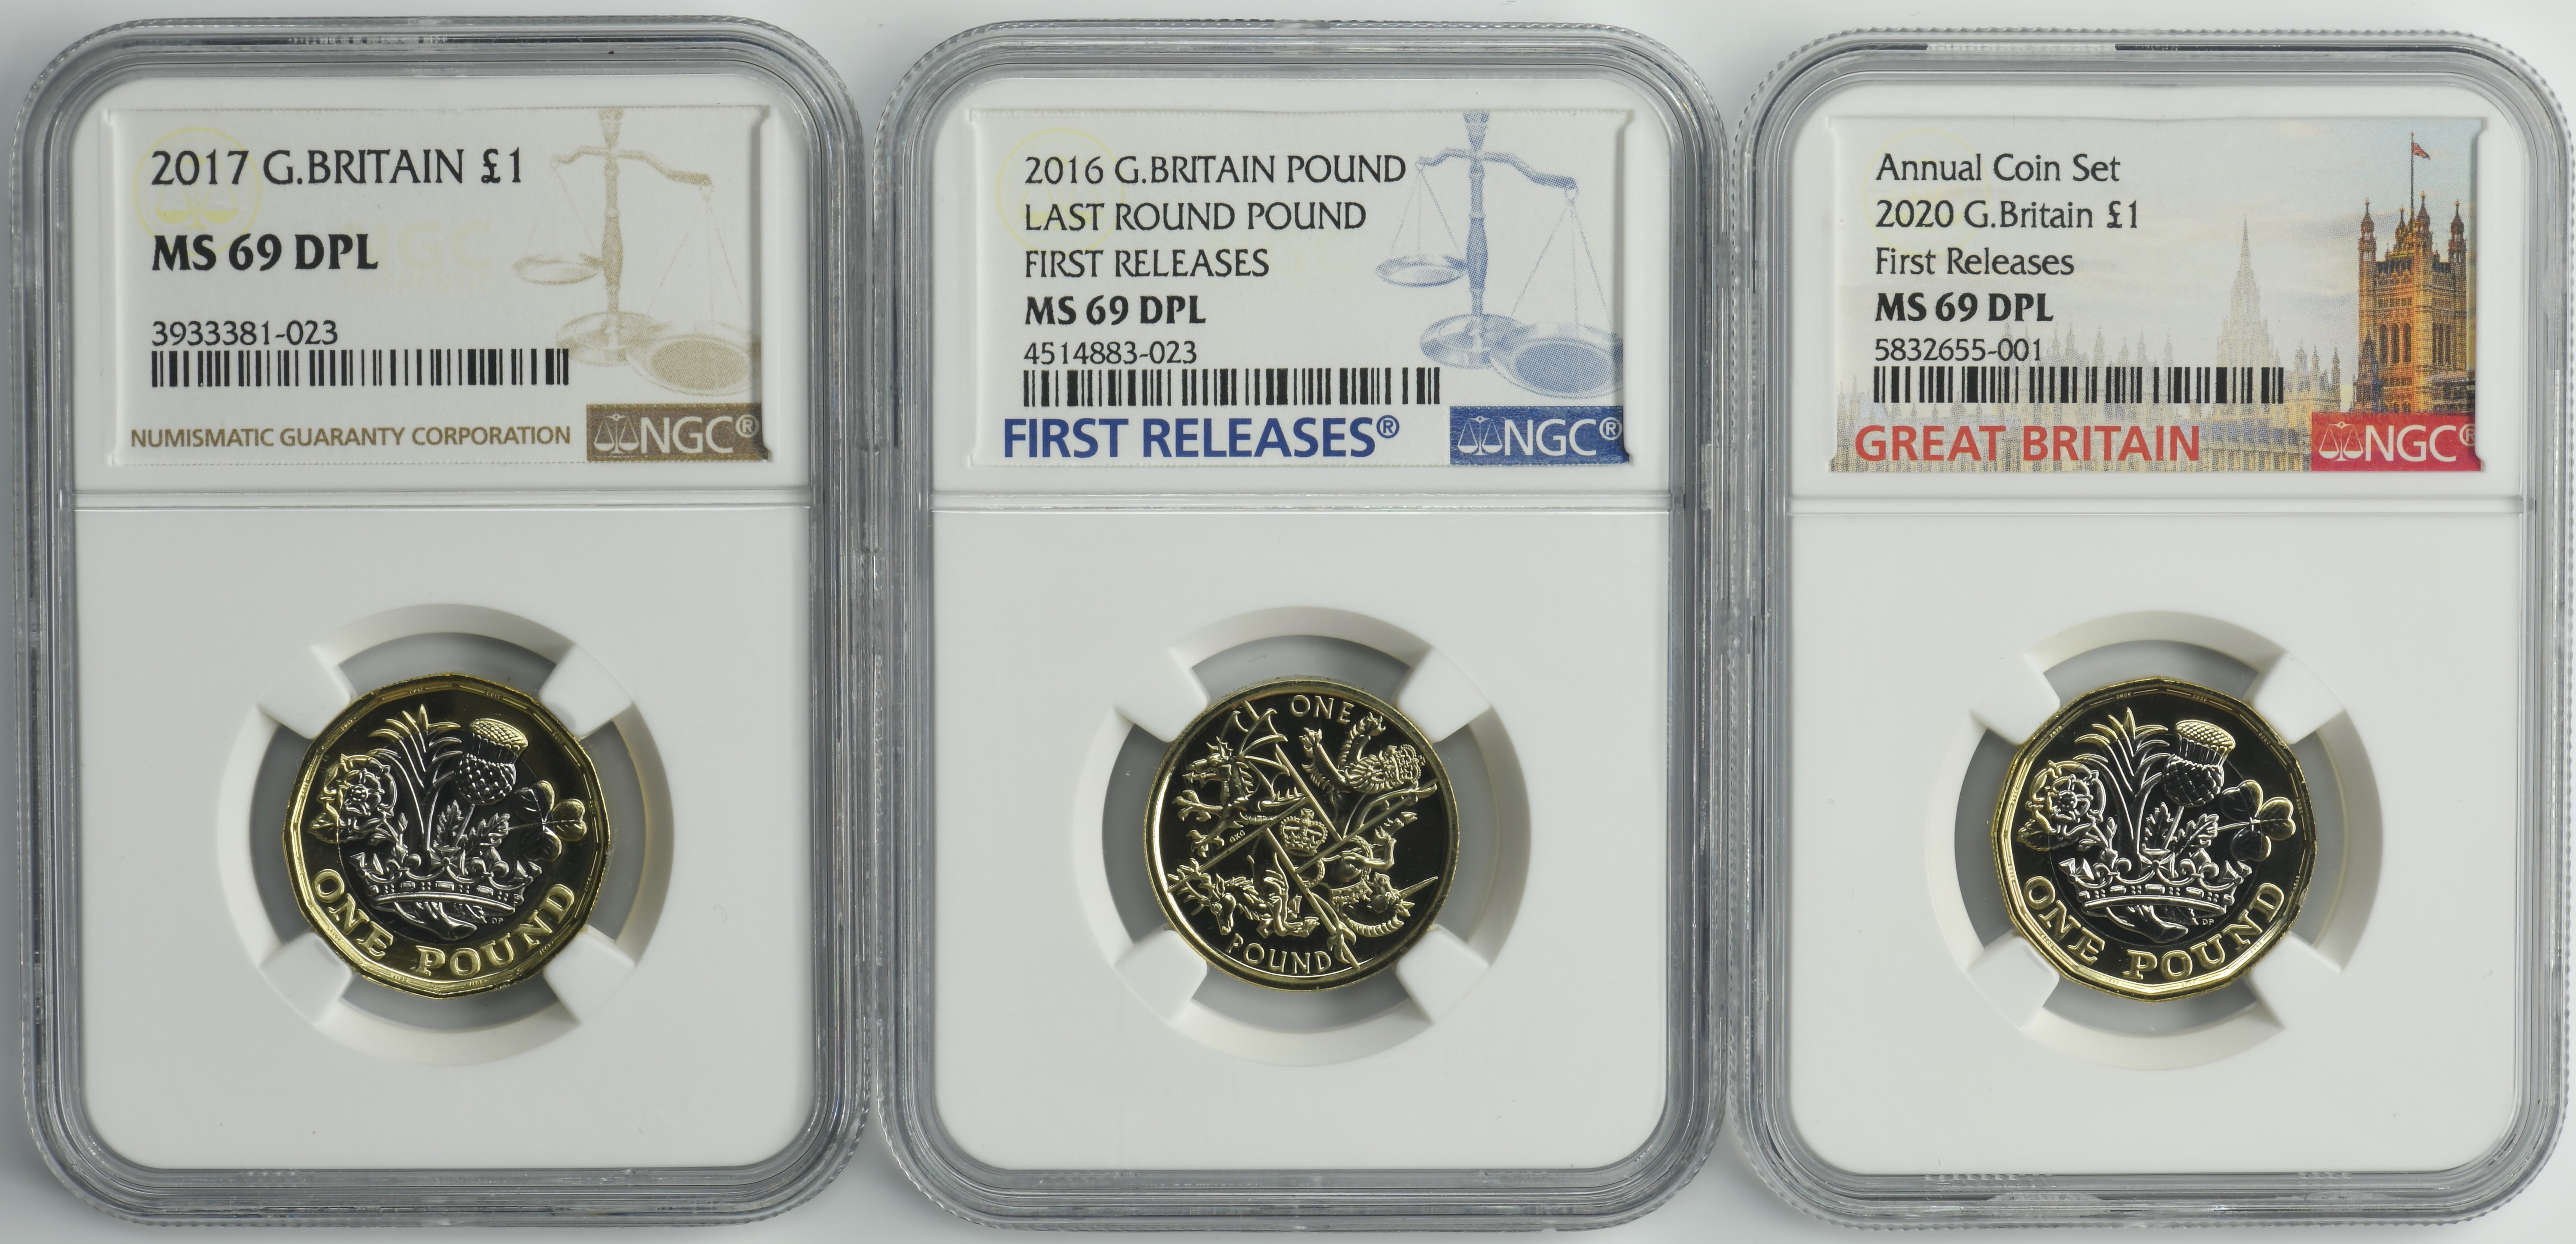 2017 G.BRITAIN £1
MS 69 DPL
3933381-023
NUMISMATIC GUARANTY CORPORATION
NGC®
ONE POUND
DP
2016 G.BRITAIN POUND
LAST ROUND POUND
FIRST RELEASES
MS 69 DPL
4514883-023
FIRST RELEASES®
NGC®
ONE
POUND
Annual Coin Set
2020 G.Britain £1
First Releases
MS 69 DPL
5832655-001
GREAT BRITAIN
NGC®
ONE POUND
DP